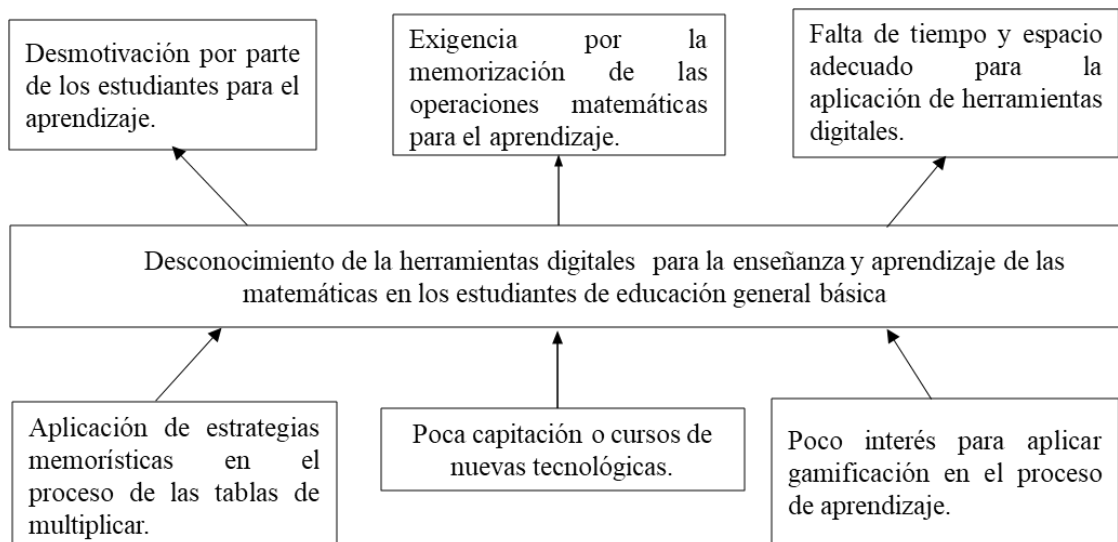 Desmotivación por parte
de los estudiantes para el
aprendizaje.
Exigencia por la
memorización de las
operaciones matemáticas
para el aprendizaje.
Falta de tiempo y espacio
adecuado para la
aplicación de herramientas
digitales.
Desconocimiento de la herramientas digitales para la enseñanza y aprendizaje de las
matemáticas en los estudiantes de educación general básica
Aplicación de estrategias
memorísticas en el
proceso de las tablas de
multiplicar.
Poca capitación o cursos de
nuevas tecnológicas.
Poco interés para aplicar
gamificación en el proceso
de aprendizaje.